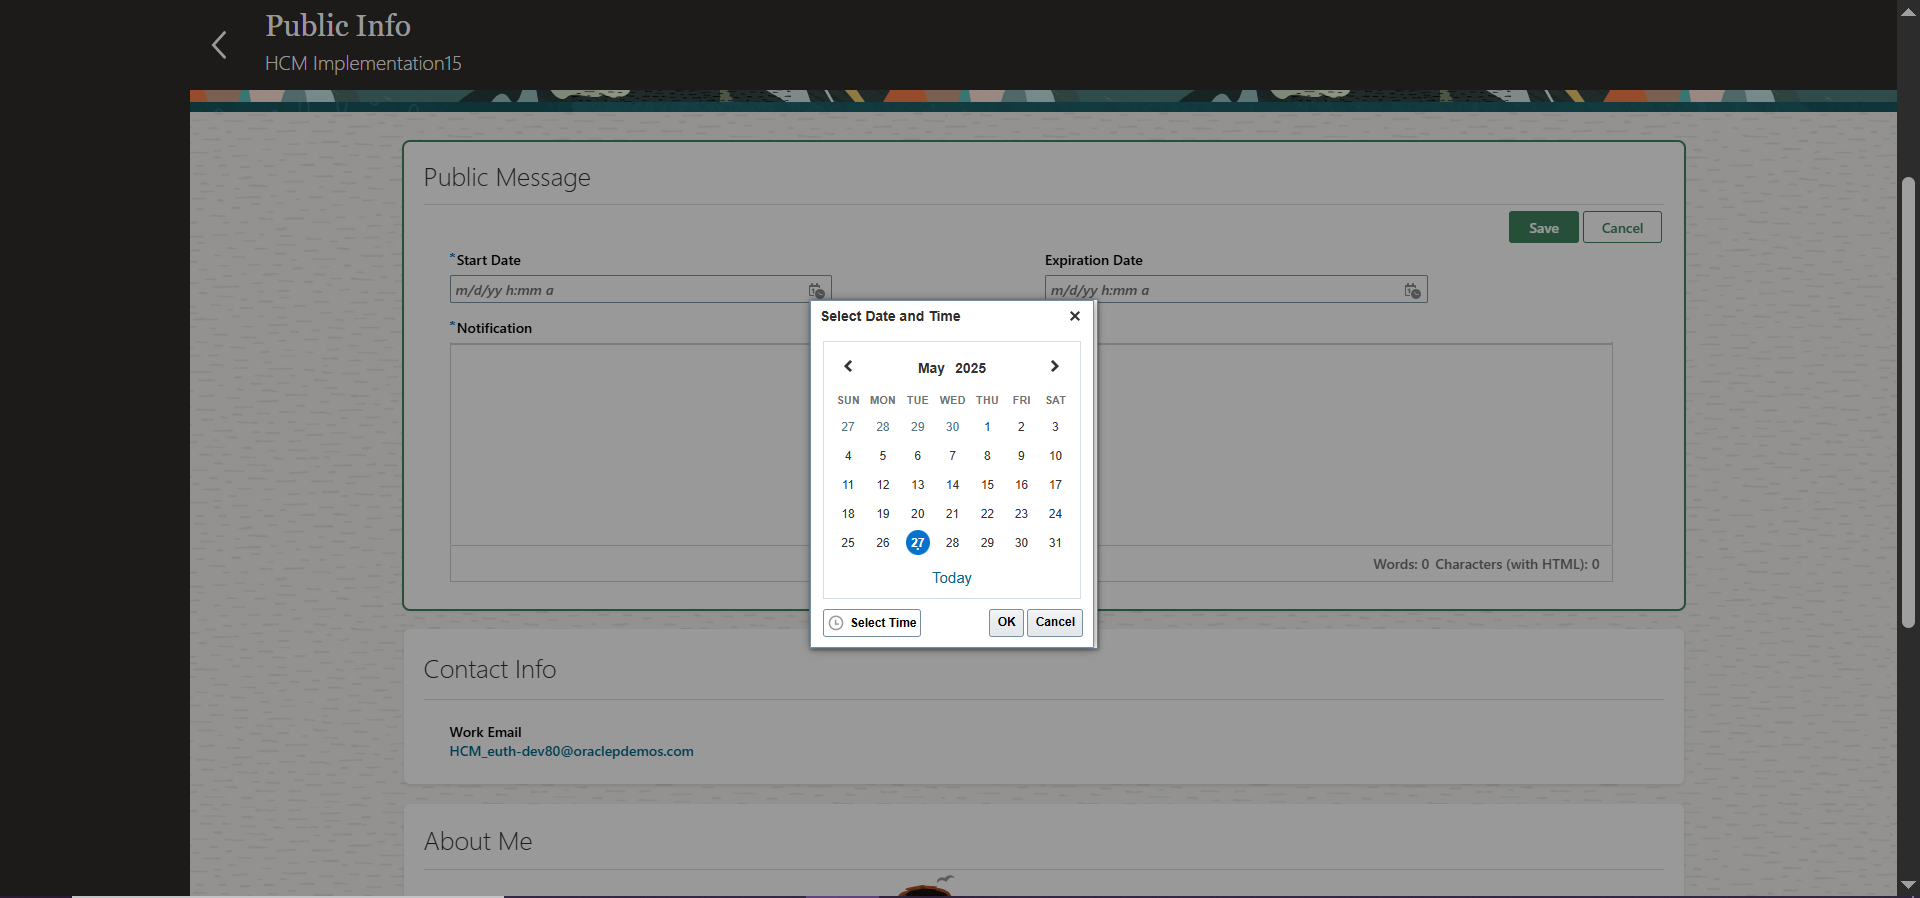 Public Info
HCM Implementation15
Public Message
Save Cancel
*Start Date Expiration Date
m/d/yy h:mm a m/d/yy h:mm a
*Notification
Select Date and Time
May 2025
SUN MON TUE WED THU FRI SAT
27 28 29 30 1 2 3
4 5 6 7 8 9 10
11 12 13 14 15 16 17
18 19 20 21 22 23 24
25 26 27 28 29 30 31
Today
Select Time OK Cancel
Words: 0 Characters (with HTML): 0
Contact Info
Work Email
HCM_euth-dev80@oraclepdemos.com
About Me